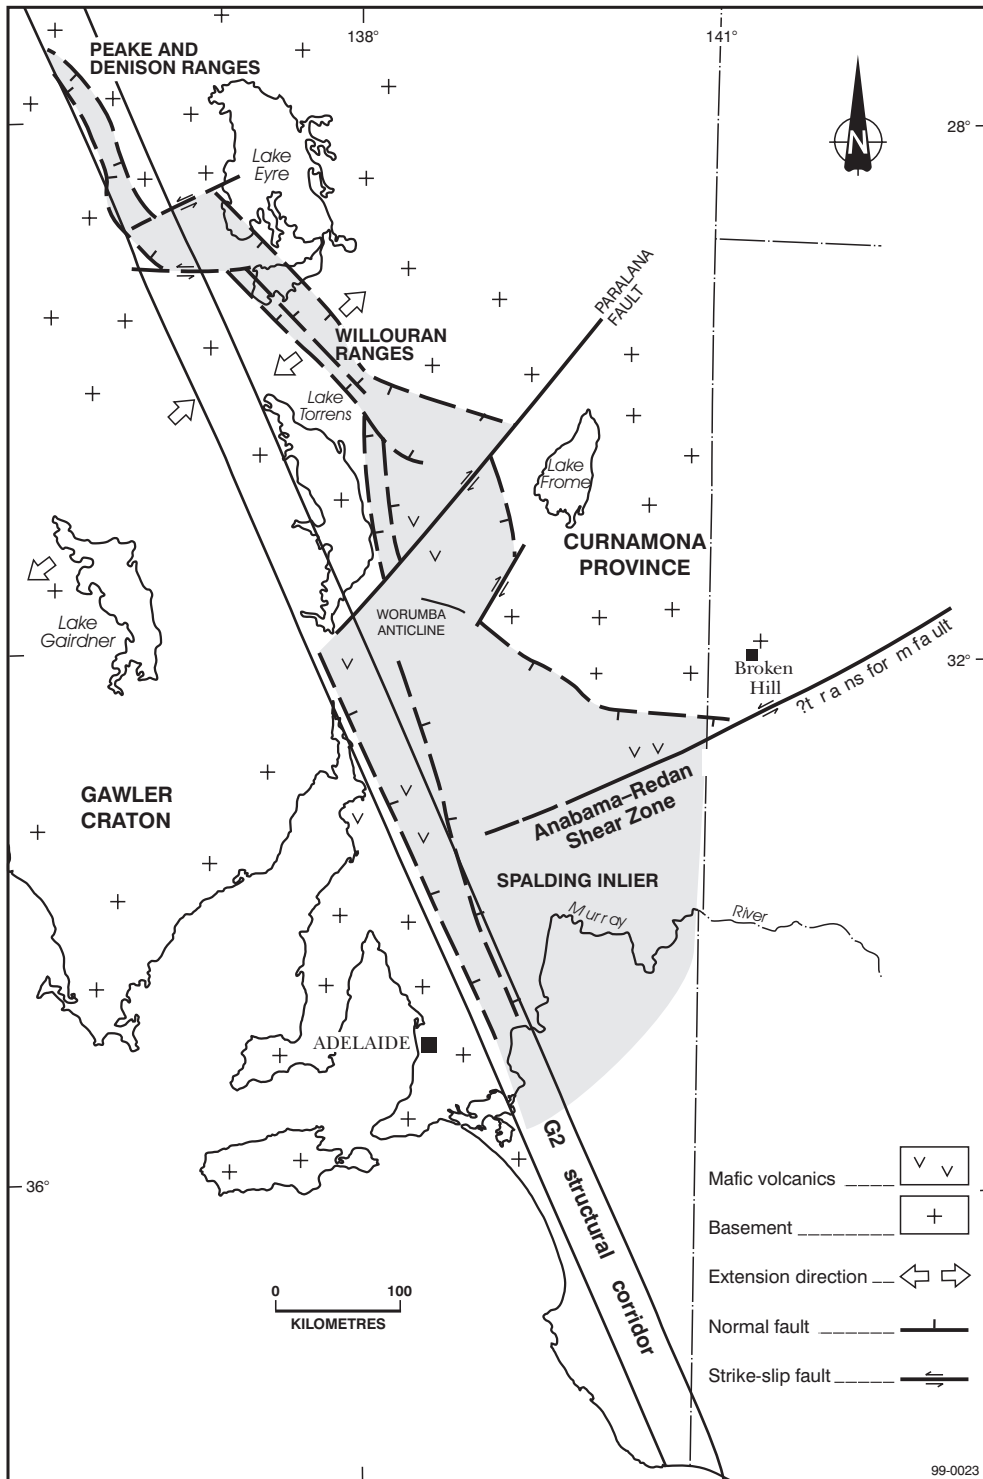 138°
141°
PEAKE AND
DENISON RANGES
28°
N
Lake
Eyre
PARALANA
FAULT
WILLOURAN
RANGES
Lake
Torrens
Lake
Frome
CURNAMONA
PROVINCE
WORUMBA
ANTICLINE
Lake
Gairdner
32°
Broken
Hill
?transform fault
GAWLER
CRATON
Anabama–Redan
Shear Zone
SPALDING INLIER
Murray River
ADELAIDE
G2 structural corridor
36°
Mafic volcanics
Basement
Extension direction
Normal fault
Strike-slip fault
0 100
KILOMETRES
99-0023